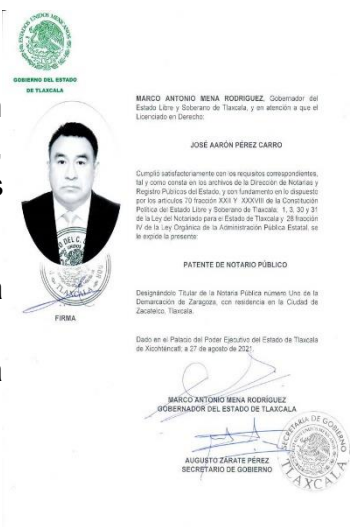 ESTADOS UNIDOS MEXICANOS
GOBIERNO DEL ESTADO
DE TLAXCALA
MARCO ANTONIO MENA RODRIGUEZ, Gobernador del
Estado Libre y Soberano de Tlaxcala, y en atención a que el
Licenciado en Derecho:
JOSÉ AARÓN PÉREZ CARRO
Cumplió satisfactoriamente con los requisitos correspondientes,
tal y como consta en los archivos de la Dirección de Notarías y
Registros Públicos del Estado, y con fundamento en lo dispuesto
por los artículos 70 fracción XXII Y XXXVIII de la Constitución
Política del Estado Libre y Soberano de Tlaxcala; 1, 3, 30 y 31
de la Ley del Notariado para el Estado de Tlaxcala y 28 fracción
IV de la Ley Orgánica de la Administración Pública Estatal, se
le expide la presente:
PATENTE DE NOTARIO PÚBLICO
Designándolo Titular de la Notaría Pública número Uno de la
Demarcación de Zaragoza, con residencia en la Ciudad de
Zacatelco, Tlaxcala.
Dado en el Palacio del Poder Ejecutivo del Estado de Tlaxcala
de Xicohténcatl, a 27 de agosto de 2021.
FIRMA
MARCO ANTONIO MENA RODRÍGUEZ
GOBERNADOR DEL ESTADO DE TLAXCALA
AUGUSTO ZÁRATE PÉREZ
SECRETARIO DE GOBIERNO
SECRETARÍA DE GOBIERNO
TLAXCALA